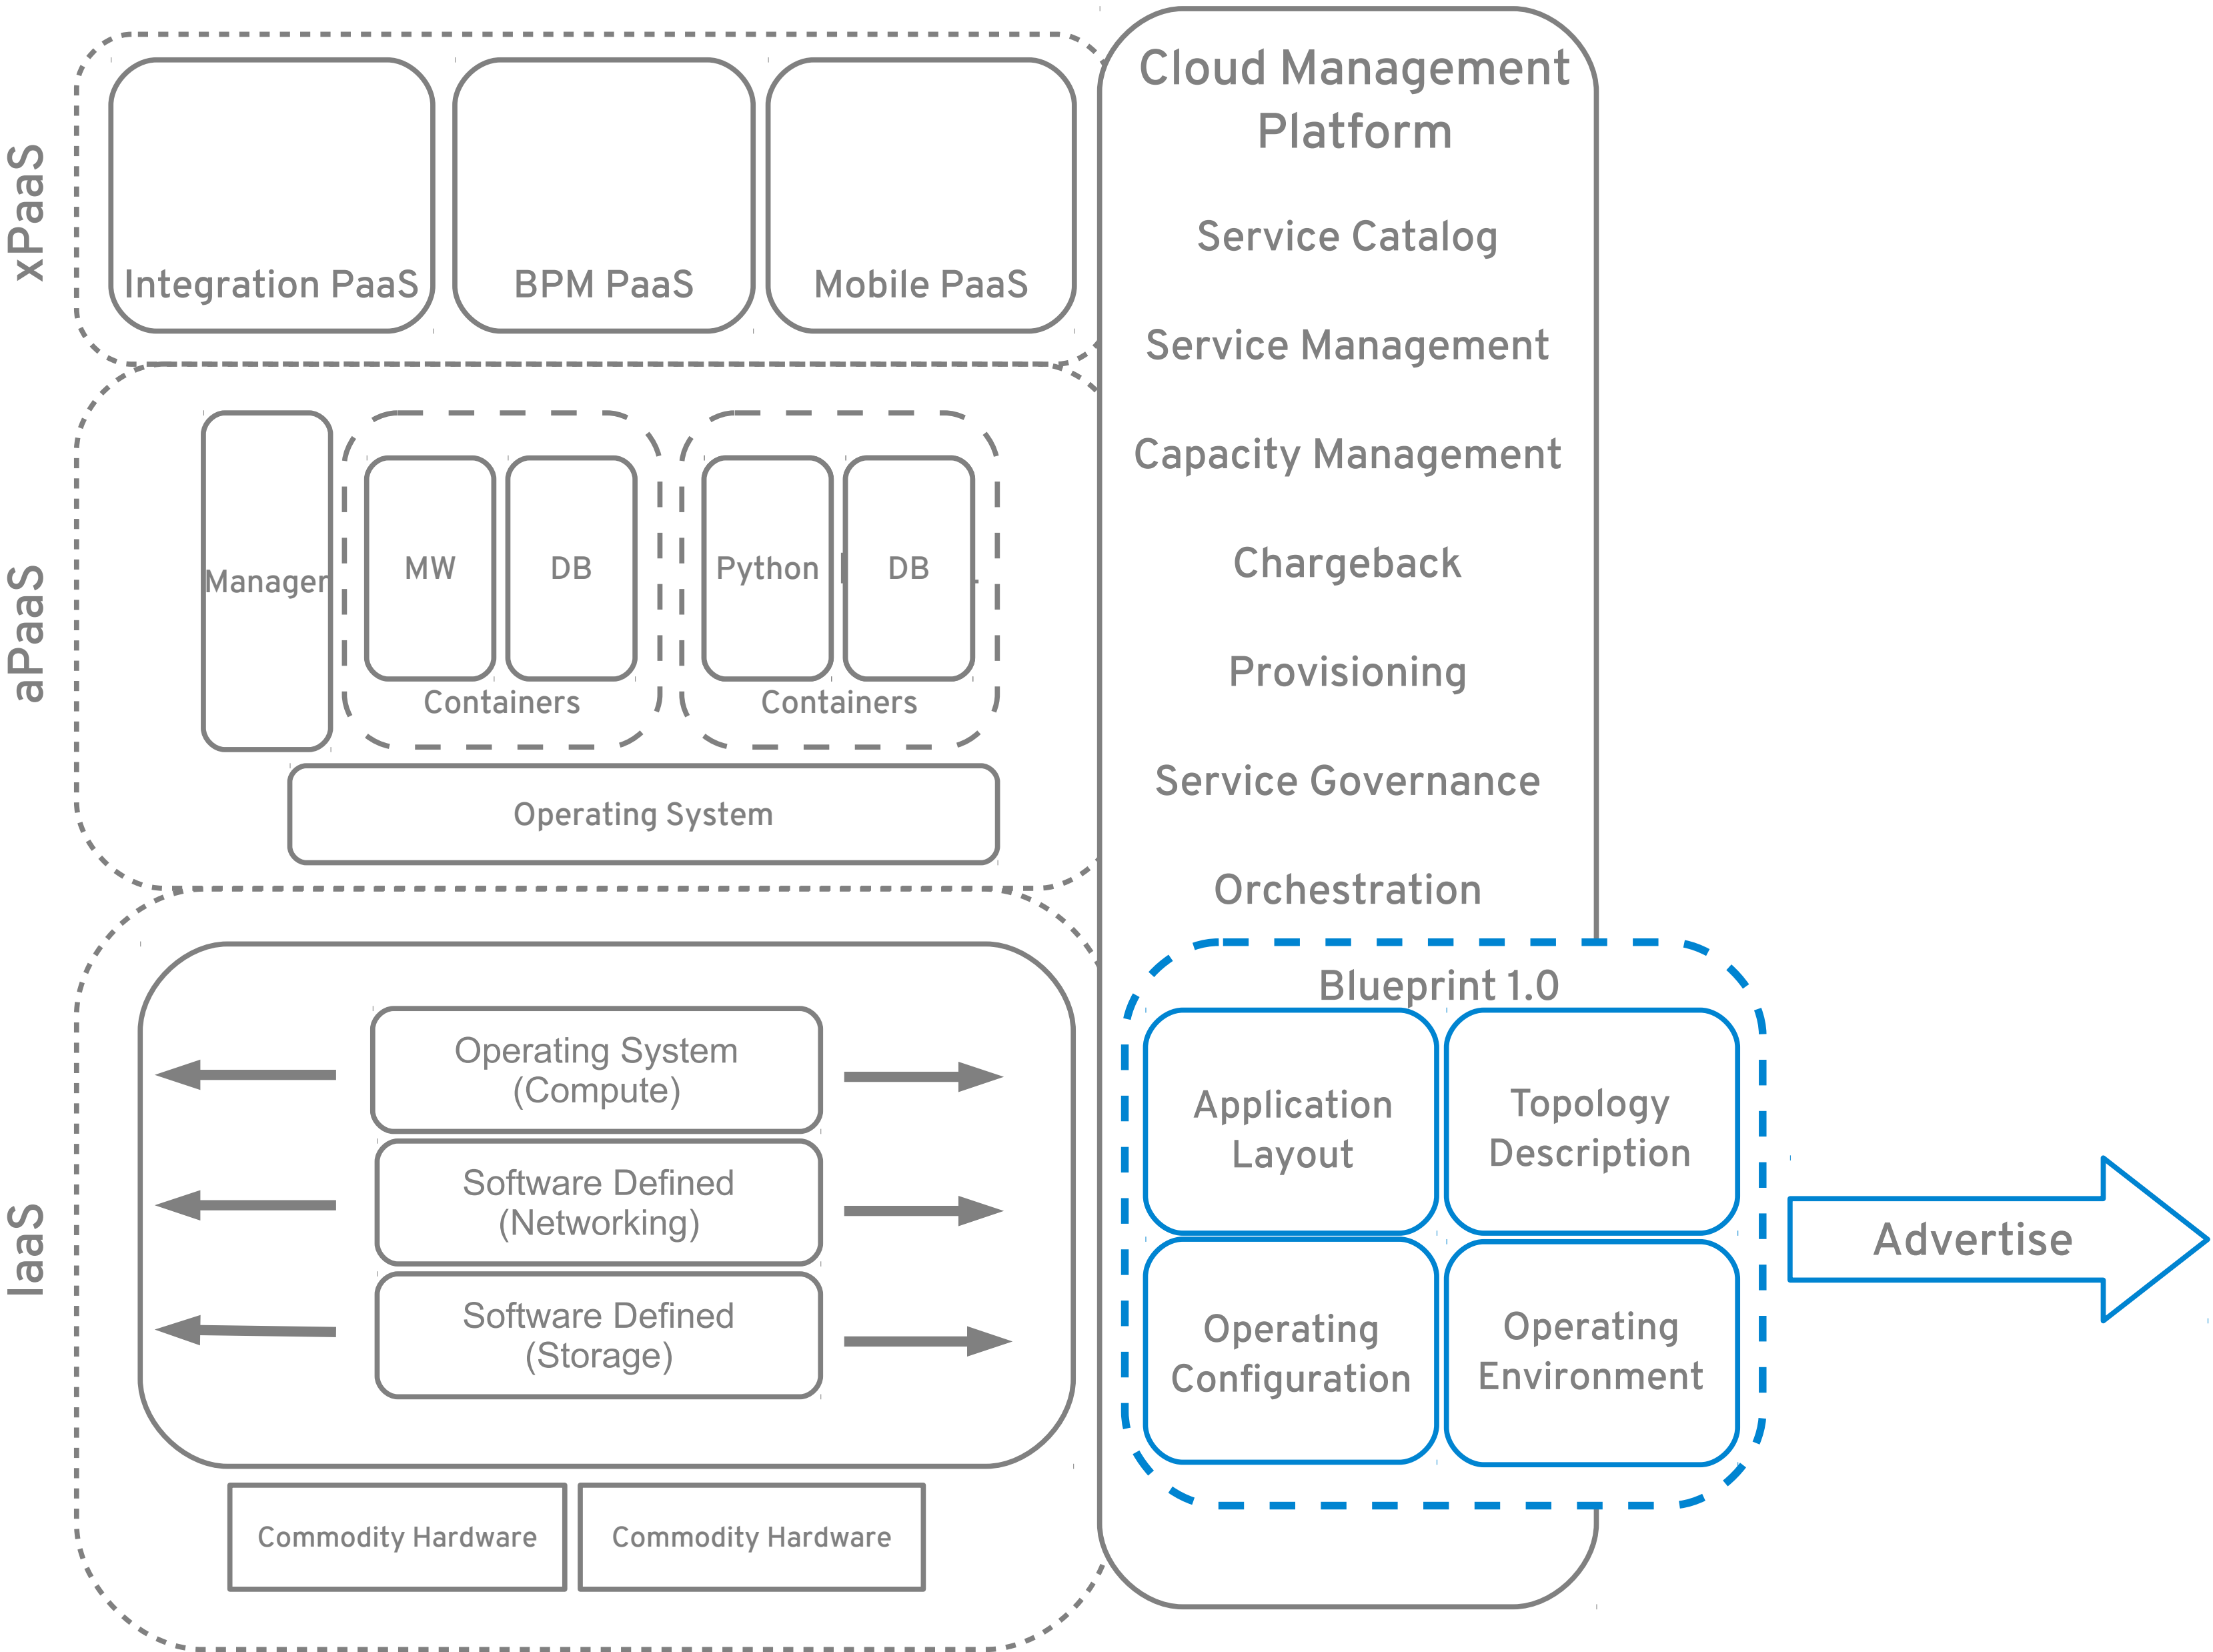 xPaaS
Integration PaaS
BPM PaaS
Mobile PaaS
aPaaS
Manager
MW
DB
Containers
Python
DB
Containers
Operating System
IaaS
Operating System
(Compute)
Software Defined
(Networking)
Software Defined
(Storage)
Commodity Hardware
Commodity Hardware
Cloud Management
Platform
Service Catalog
Service Management
Capacity Management
Chargeback
Provisioning
Service Governance
Orchestration
Blueprint 1.0
Application
Layout
Topology
Description
Operating
Configuration
Operating
Environment
Advertise